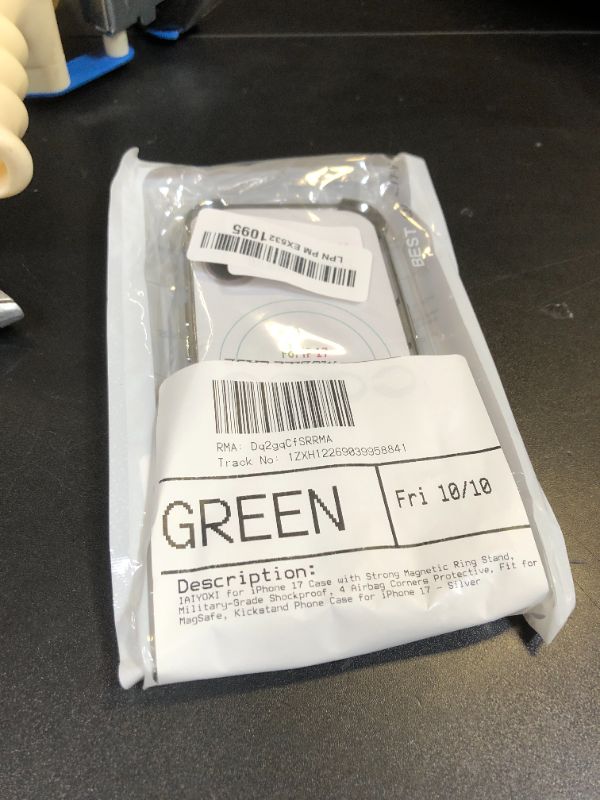 BEST
LPN PM EX5321095
RMA: Dq2gqCfSRRMA
Track No: 1ZXH12269039958841
GREEN
Fri 10/10
Description:
IAIYOXI for iPhone 17 Case with Strong Magnetic Ring Stand,
Military-Grade Shockproof, 4 Airbag Corners Protective, Fit for
MagSafe, Kickstand Phone Case for iPhone 17 - Silver